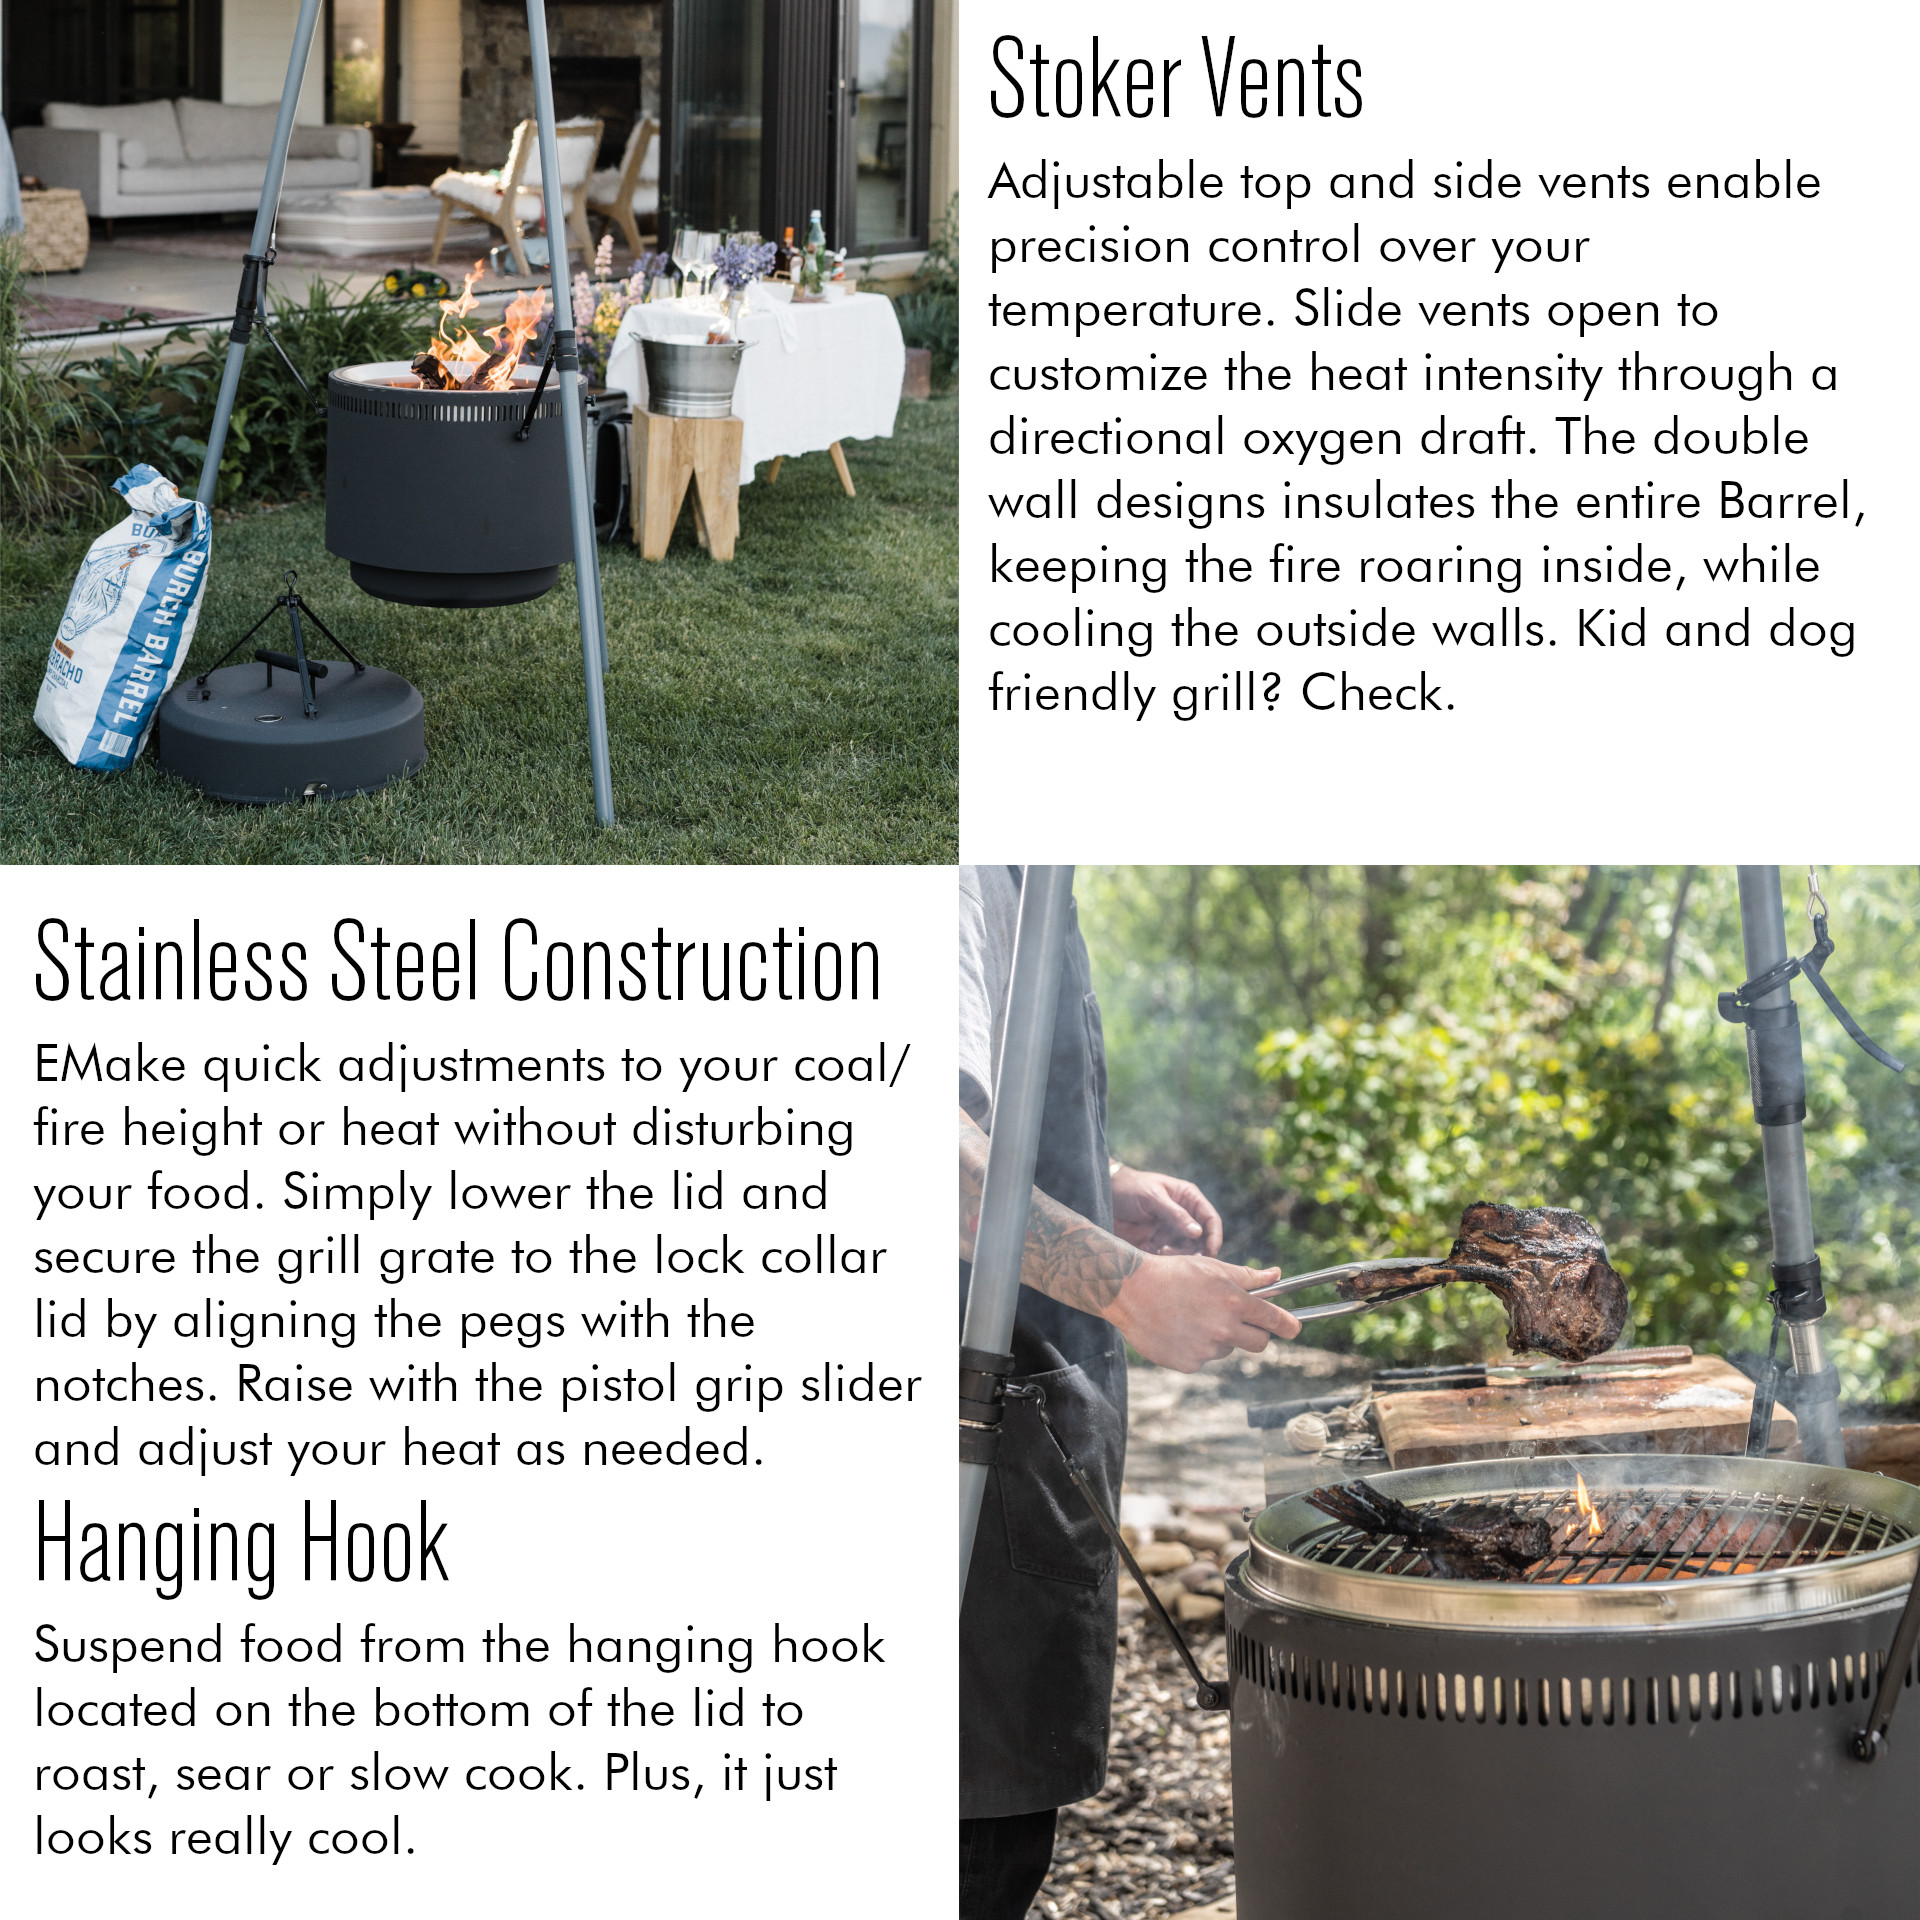 Stoker Vents
Adjustable top and side vents enable
precision control over your
temperature. Slide vents open to
customize the heat intensity through a
directional oxygen draft. The double
wall designs insulates the entire Barrel,
keeping the fire roaring inside, while
cooling the outside walls. Kid and dog
friendly grill? Check.
BURCH BARREL
Stainless Steel Construction
EMake quick adjustments to your coal/
fire height or heat without disturbing
your food. Simply lower the lid and
secure the grill grate to the lock collar
lid by aligning the pegs with the
notches. Raise with the pistol grip slider
and adjust your heat as needed.
Hanging Hook
Suspend food from the hanging hook
located on the bottom of the lid to
roast, sear or slow cook. Plus, it just
looks really cool.